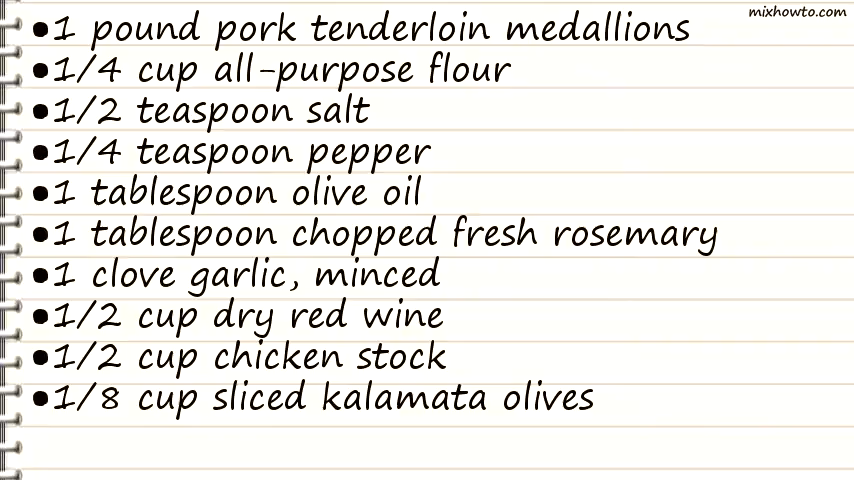 mixhowto.com
•1 pound pork tenderloin medallions
•1/4 cup all-purpose flour
•1/2 teaspoon salt
•1/4 teaspoon pepper
•1 tablespoon olive oil
•1 tablespoon chopped fresh rosemary
•1 clove garlic, minced
•1/2 cup dry red wine
•1/2 cup chicken stock
•1/8 cup sliced kalamata olives